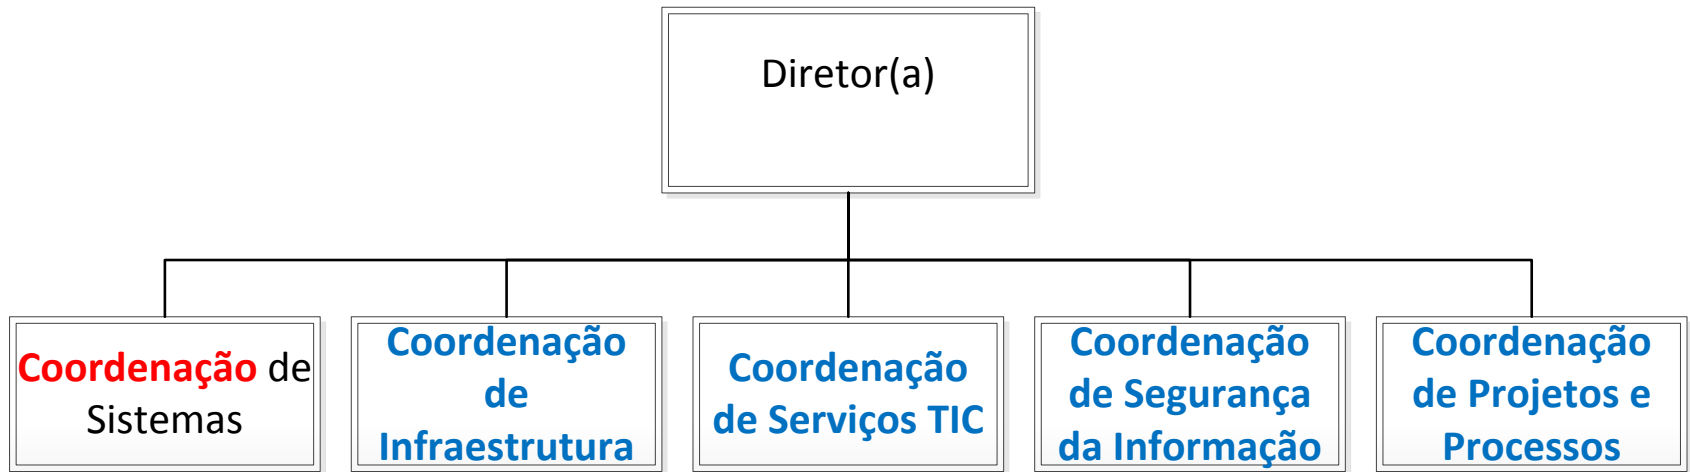 Diretor(a)
Coordenação de
Sistemas
Coordenação
de
Infraestrutura
Coordenação
de Serviços TIC
Coordenação
de Segurança
da Informação
Coordenação
de Projetos e
Processos